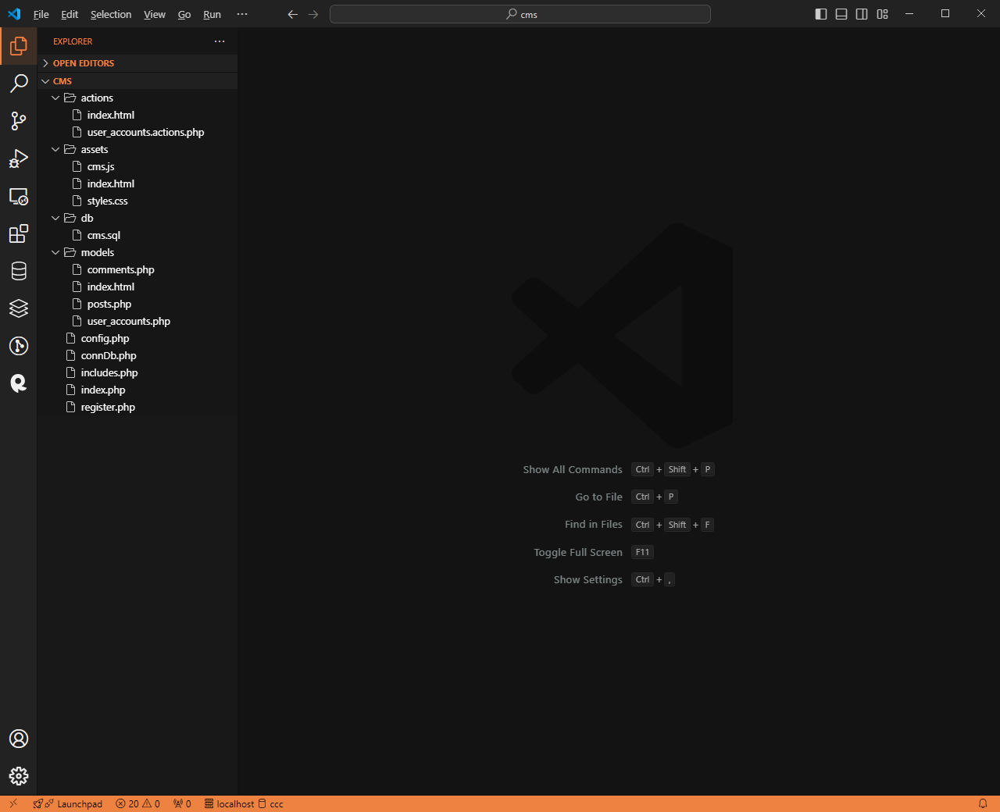 File Edit Selection View Go Run ···
cms
EXPLORER ···
OPEN EDITORS
CMS
actions
index.html
user_accounts.actions.php
assets
cms.js
index.html
styles.css
db
cms.sql
models
comments.php
index.html
posts.php
user_accounts.php
config.php
connDb.php
includes.php
index.php
register.php
Show All Commands Ctrl + Shift + P
Go to File Ctrl + P
Find in Files Ctrl + Shift + F
Toggle Full Screen F11
Show Settings Ctrl + ,
Launchpad 20 0 0 localhost ccc